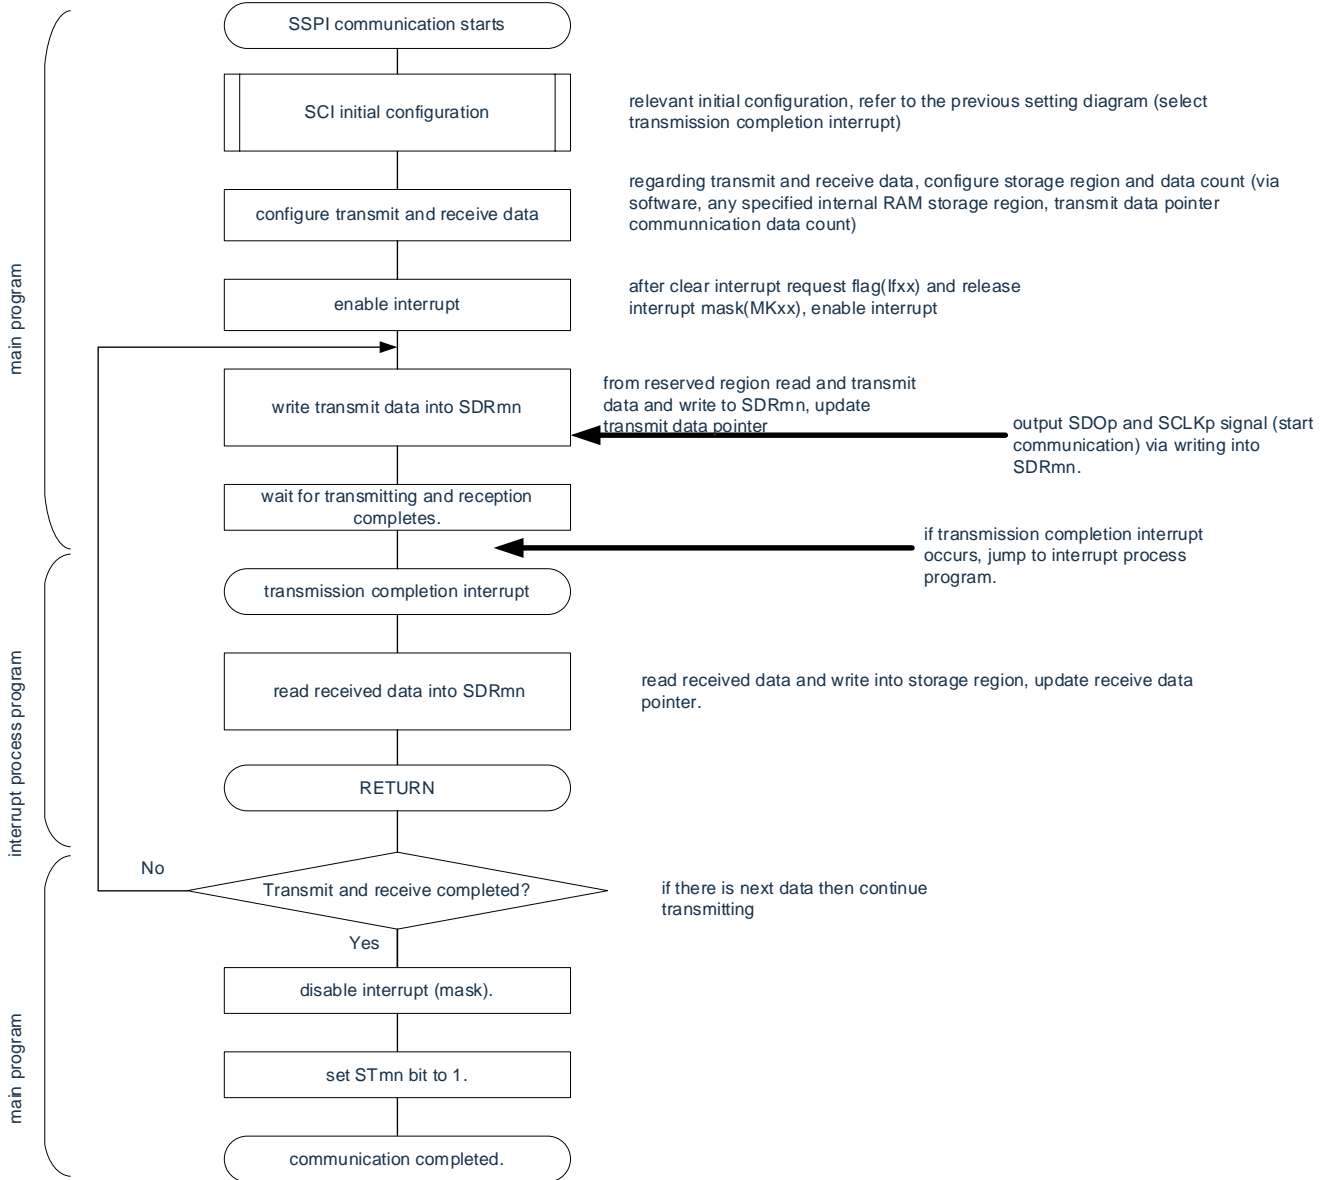 SSPI communication starts
SCI initial configuration
relevant initial configuration, refer to the previous setting diagram (select
transmission completion interrupt)
configure transmit and receive data
regarding transmit and receive data, configure storage region and data count (via
software, any specified internal RAM storage region, transmit data pointer
communnication data count)
main program
enable interrupt
after clear interrupt request flag(Ifxx) and release
interrupt mask(MKxx), enable interrupt
write transmit data into SDRmn
from reserved region read and transmit
data and write to SDRmn, update
transmit data pointer
output SDOp and SCLKp signal (start
communication) via writing into
SDRmn.
wait for transmitting and reception
completes.
if transmission completion interrupt
occurs, jump to interrupt process
program.
transmission completion interrupt
interrupt process program
read received data into SDRmn
read received data and write into storage region, update receive data
pointer.
RETURN
No
Transmit and receive completed?
if there is next data then continue
transmitting
Yes
disable interrupt (mask).
main program
set STmn bit to 1.
communication completed.